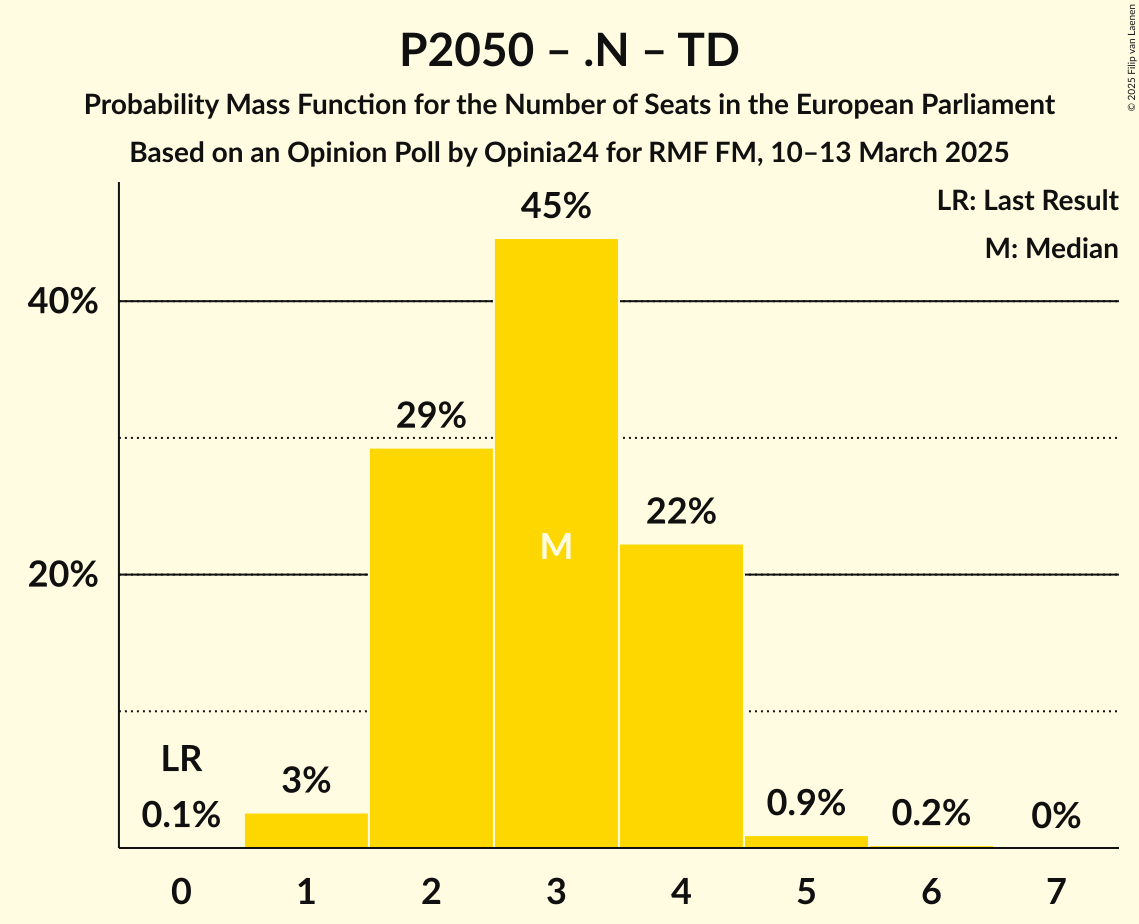 P2050 – .N – TD
Probability Mass Function for the Number of Seats in the European Parliament
Based on an Opinion Poll by Opinia24 for RMF FM, 10–13 March 2025
© 2025 Filip van Laenen
LR: Last Result
M: Median
45%
40%
29%
22%
M
20%
LR
0.1%
3%
0.9%
0.2%
0%
0 1 2 3 4 5 6 7